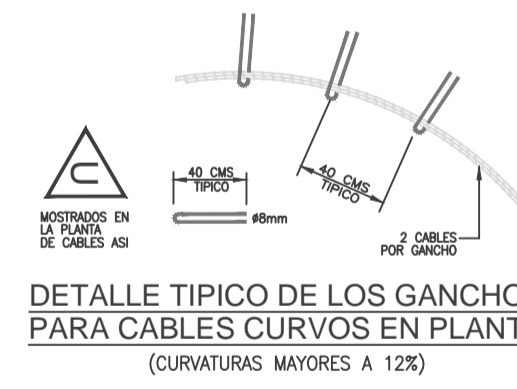 C
MOSTRADOS EN
LA PLANTA
DE CABLES ASI
40 CMS
TIPICO
ø8mm
40 CMS
TIPICO
2 CABLES
POR GANCHO
DETALLE TIPICO DE LOS GANCHO
PARA CABLES CURVOS EN PLANT
(CURVATURAS MAYORES A 12%)